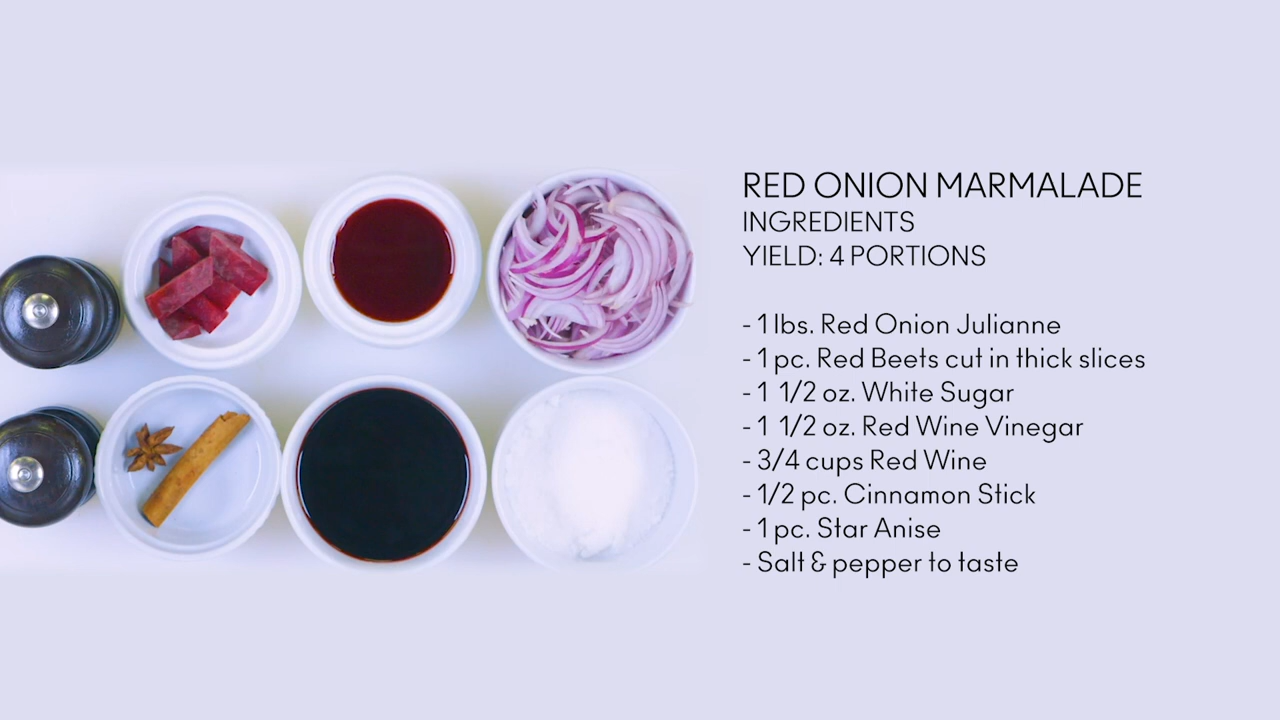 RED ONION MARMALADE
INGREDIENTS
YIELD: 4 PORTIONS
- 1 lbs. Red Onion Julianne
- 1 pc. Red Beets cut in thick slices
- 1 1/2 oz. White Sugar
- 1 1/2 oz. Red Wine Vinegar
- 3/4 cups Red Wine
- 1/2 pc. Cinnamon Stick
- 1 pc. Star Anise
- Salt & pepper to taste